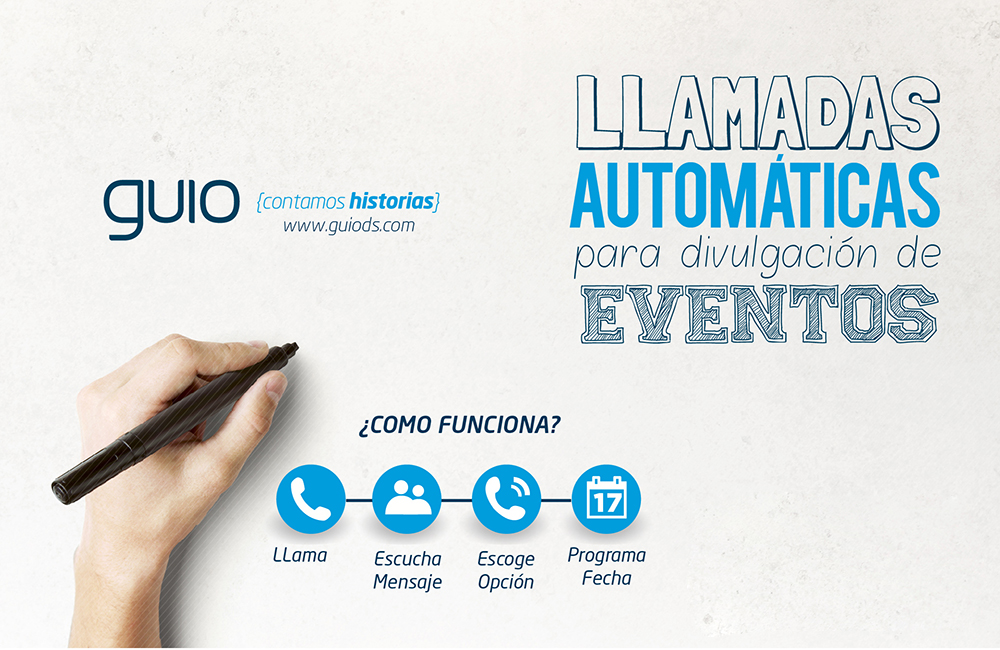 LLAMADAS
AUTOMÁTICAS
para divulgación de
EVENTOS
guio {contamos historias}
www.guiods.com
¿COMO FUNCIONA?
LLama
Escucha
Mensaje
Escoge
Opción
17
Programa
Fecha